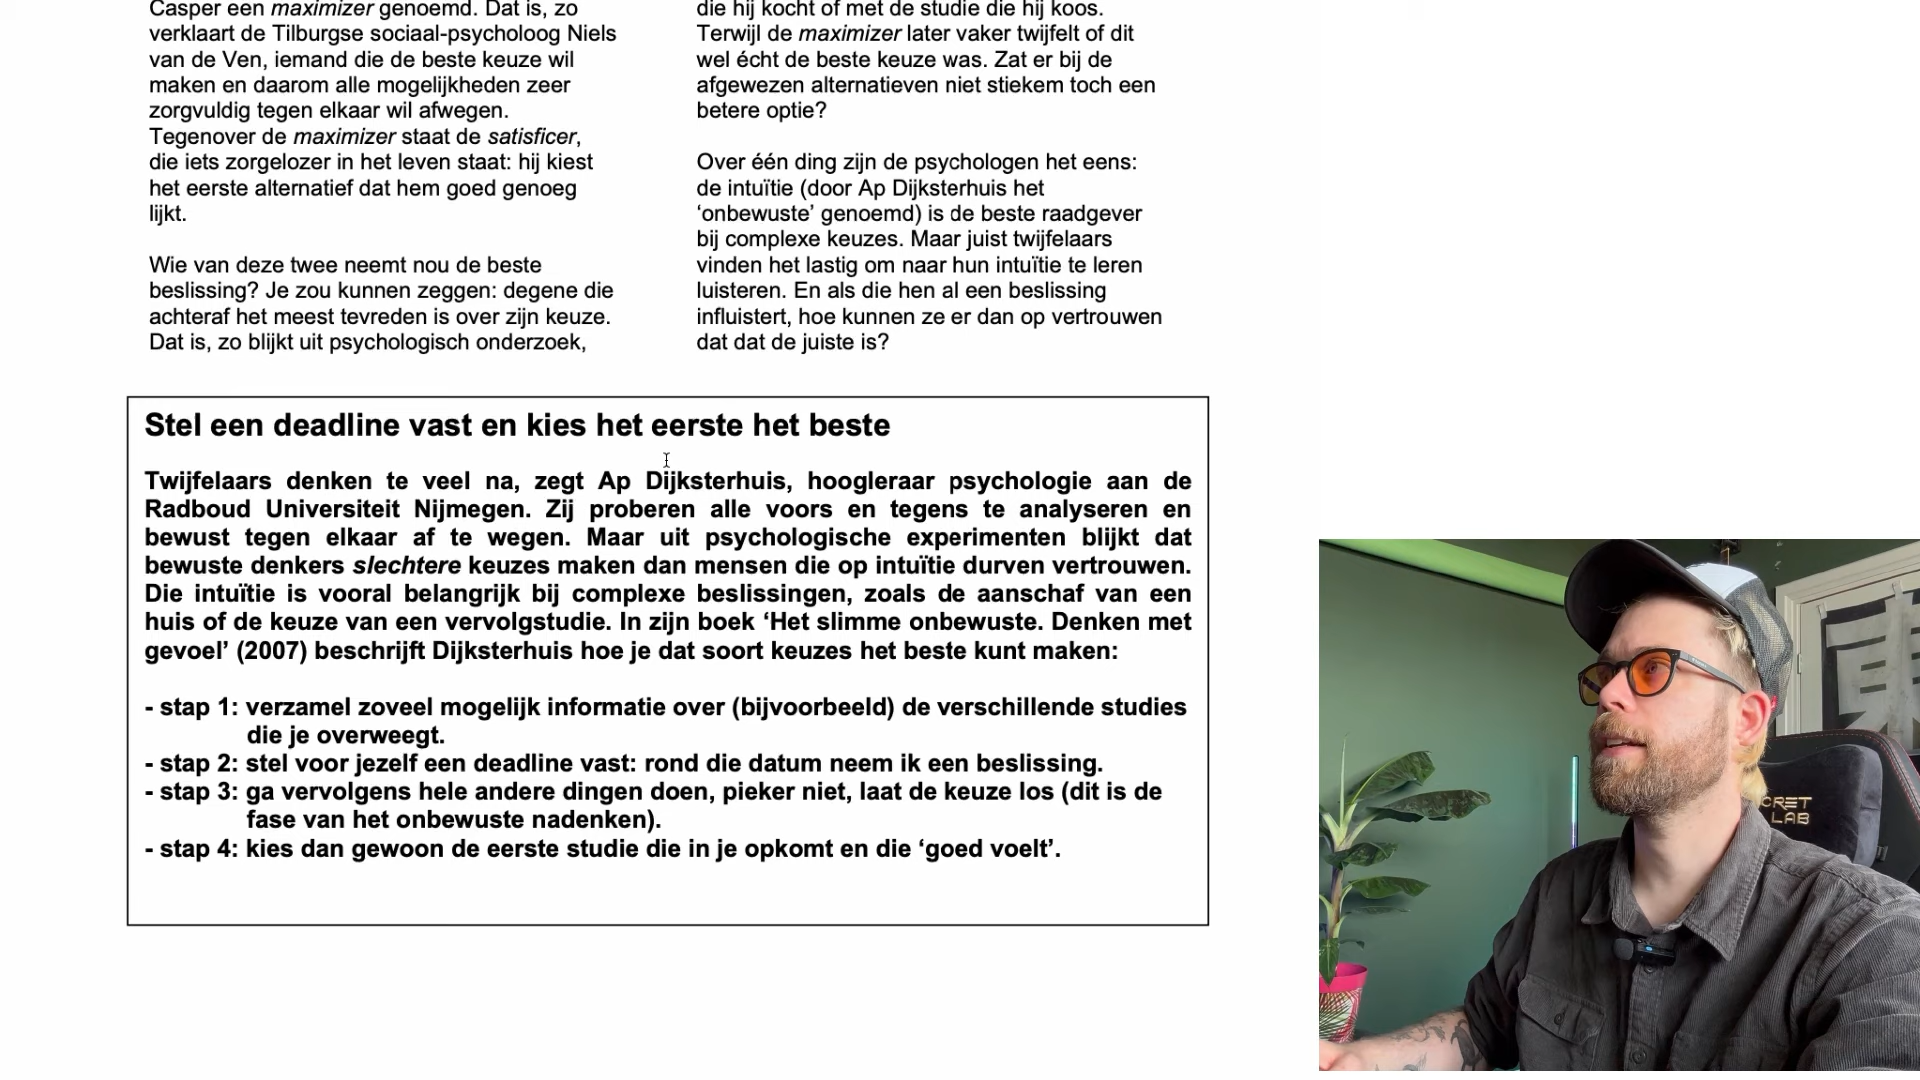 Casper een maximizer genoemd. Dat is, zo
verklaart de Tilburgse sociaal-psycholoog Niels
van de Ven, iemand die de beste keuze wil
maken en daarom alle mogelijkheden zeer
zorgvuldig tegen elkaar wil afwegen.
Tegenover de maximizer staat de satisficer,
die iets zorgelozer in het leven staat: hij kiest
het eerste alternatief dat hem goed genoeg
lijkt.
Wie van deze twee neemt nou de beste
beslissing? Je zou kunnen zeggen: degene die
achteraf het meest tevreden is over zijn keuze.
Dat is, zo blijkt uit psychologisch onderzoek,
die hij kocht of met de studie die hij koos.
Terwijl de maximizer later vaker twijfelt of dit
wel écht de beste keuze was. Zat er bij de
afgewezen alternatieven niet stiekem toch een
betere optie?
Over één ding zijn de psychologen het eens:
de intuïtie (door Ap Dijksterhuis het
‘onbewuste’ genoemd) is de beste raadgever
bij complexe keuzes. Maar juist twijfelaars
vinden het lastig om naar hun intuïtie te leren
luisteren. En als die hen al een beslissing
influistert, hoe kunnen ze er dan op vertrouwen
dat dat de juiste is?
Stel een deadline vast en kies het eerste het beste
Twijfelaars denken te veel na, zegt Ap Dijksterhuis, hoogleraar psychologie aan de
Radboud Universiteit Nijmegen. Zij proberen alle voors en tegens te analyseren en
bewust tegen elkaar af te wegen. Maar uit psychologische experimenten blijkt dat
bewuste denkers slechtere keuzes maken dan mensen die op intuïtie durven vertrouwen.
Die intuïtie is vooral belangrijk bij complexe beslissingen, zoals de aanschaf van een
huis of de keuze van een vervolgstudie. In zijn boek ‘Het slimme onbewuste. Denken met
gevoel’ (2007) beschrijft Dijksterhuis hoe je dat soort keuzes het beste kunt maken:
- stap 1: verzamel zoveel mogelijk informatie over (bijvoorbeeld) de verschillende studies
die je overweegt.
- stap 2: stel voor jezelf een deadline vast: rond die datum neem ik een beslissing.
- stap 3: ga vervolgens hele andere dingen doen, pieker niet, laat de keuze los (dit is de
fase van het onbewuste nadenken).
- stap 4: kies dan gewoon de eerste studie die in je opkomt en die ‘goed voelt’.
CRET
LAB